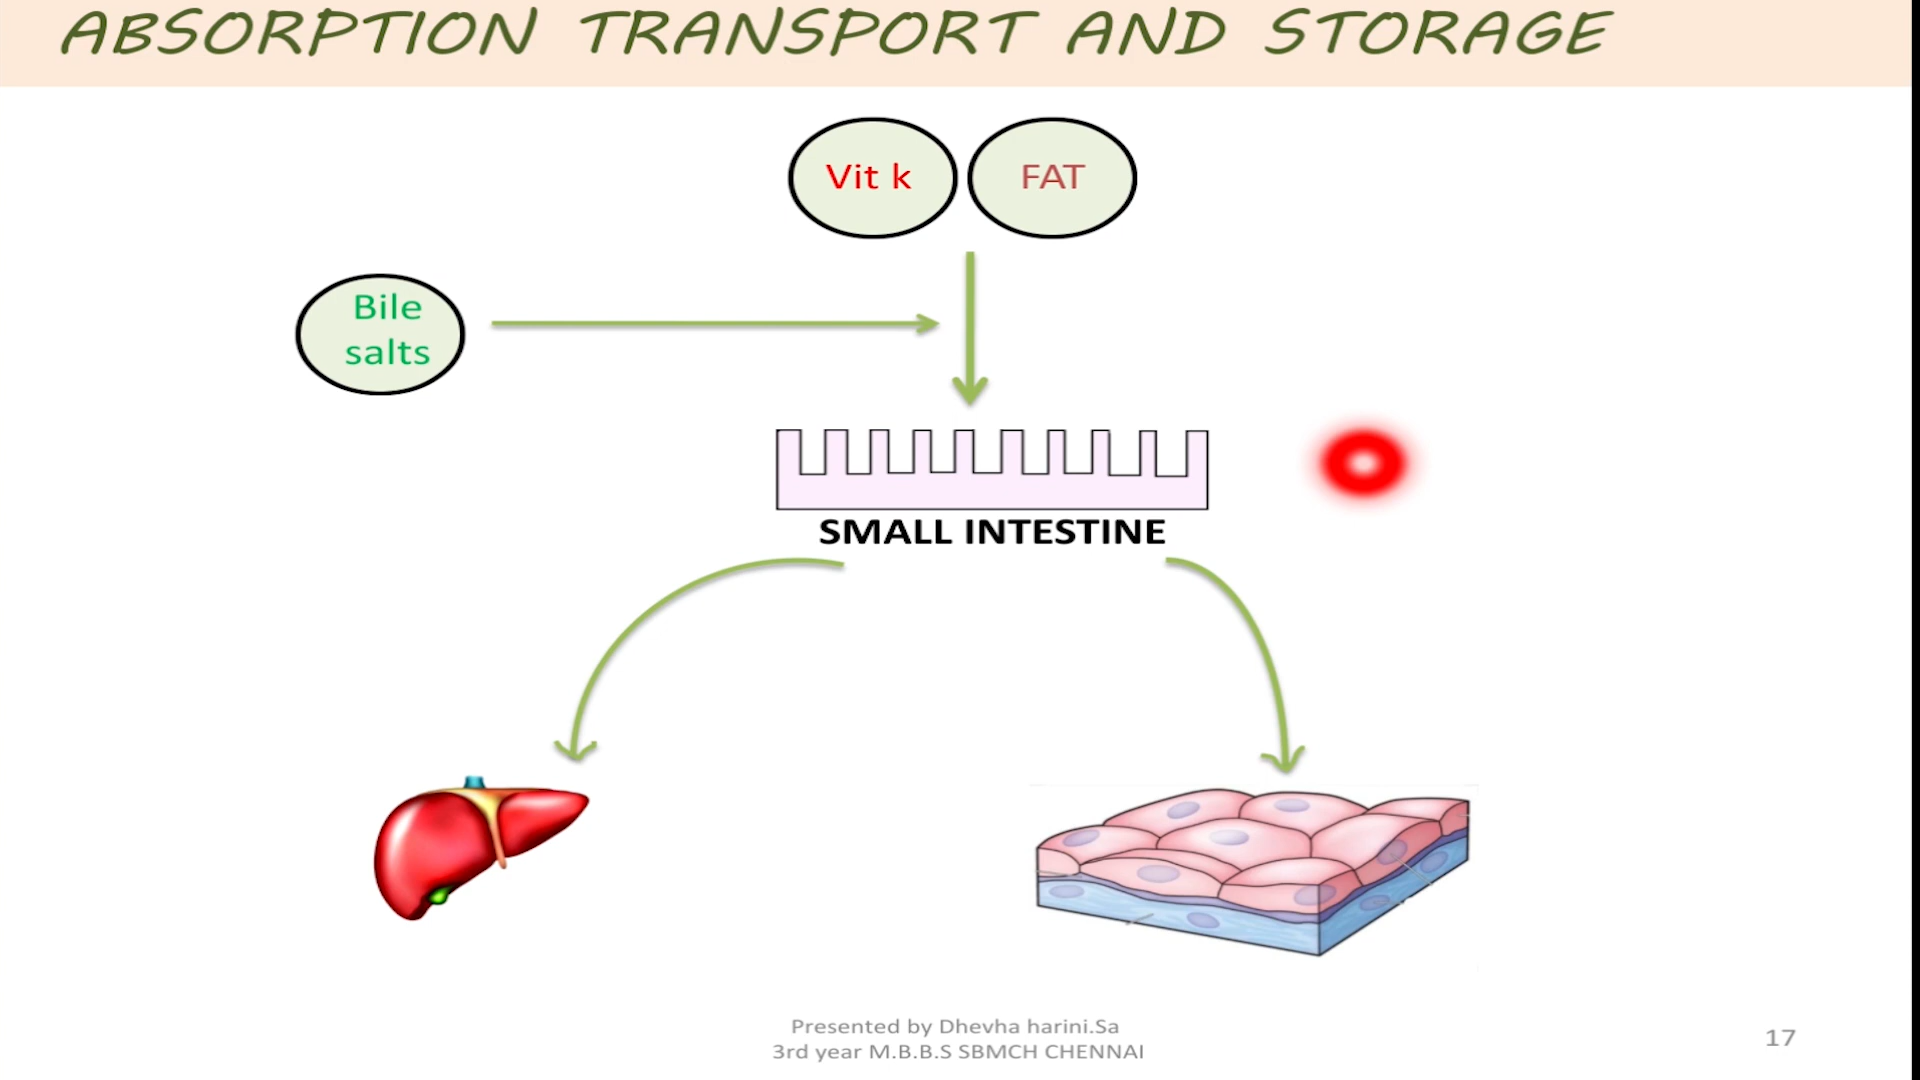 ABSORPTION TRANSPORT AND STORAGE
Vit k
FAT
Bile
salts
SMALL INTESTINE
Presented by Dhevha harini.Sa
3rd year M.B.B.S SBMCH CHENNAI
17